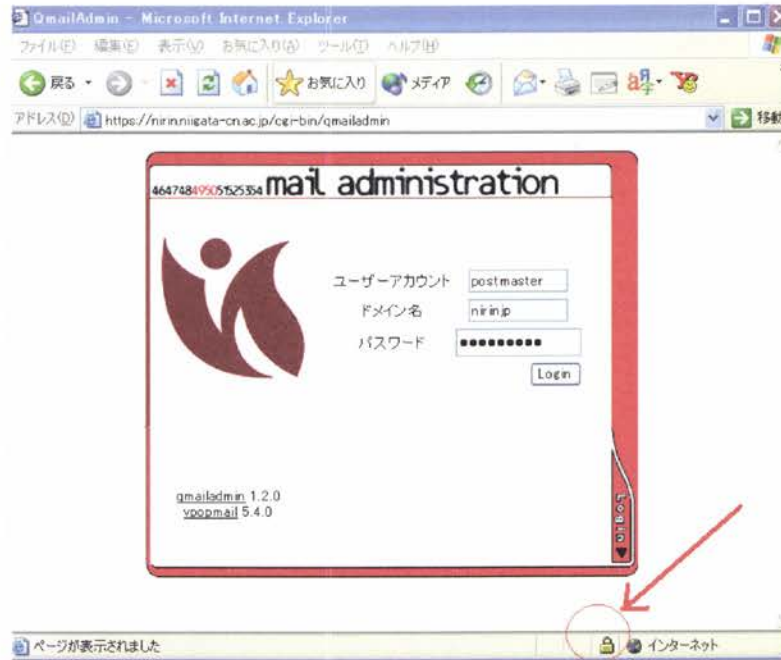 QmailAdmin - Microsoft Internet Explorer
ファイル(F) 編集(E) 表示(V) お気に入り(A) ツール(T) ヘルプ(H)
戻る お気に入り メディア
アドレス(D) https://nirin.niigata-cn.ac.jp/cgi-bin/qmailadmin 移動
464748495051525354 mail administration
ユーザーアカウント postmaster
ドメイン名 nirin.jp
パスワード ●●●●●●●●●
Login
qmailadmin 1.2.0
vpopmail 5.4.0
Login
ページが表示されました インターネット